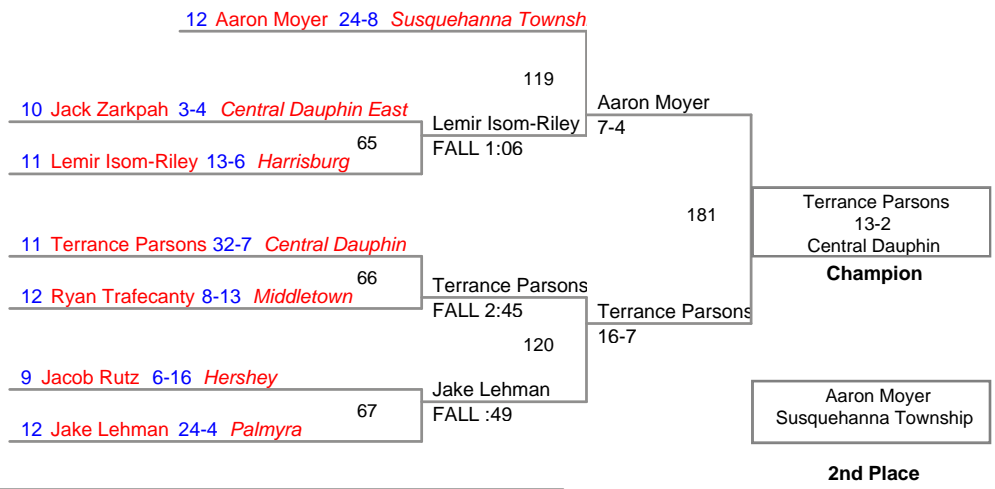 12 Aaron Moyer 24-8 Susquehanna Townsh
119
10 Jack Zarkpah 3-4 Central Dauphin East
Aaron Moyer
7-4
65
Lemir Isom-Riley
FALL 1:06
11 Lemir Isom-Riley 13-6 Harrisburg
181
Terrance Parsons
13-2
Central Dauphin
Champion
11 Terrance Parsons 32-7 Central Dauphin
66
Terrance Parsons
FALL 2:45
12 Ryan Trafecanty 8-13 Middletown
Terrance Parsons
16-7
120
9 Jacob Rutz 6-16 Hershey
67
Jake Lehman
FALL :49
12 Jake Lehman 24-4 Palmyra
Aaron Moyer
Susquehanna Township
2nd Place